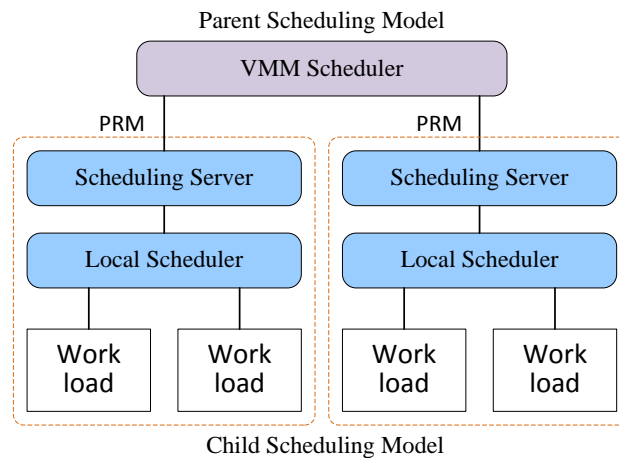 Parent Scheduling Model
VMM Scheduler
PRM
PRM
Scheduling Server
Scheduling Server
Local Scheduler
Local Scheduler
Work
load
Work
load
Work
load
Work
load
Child Scheduling Model